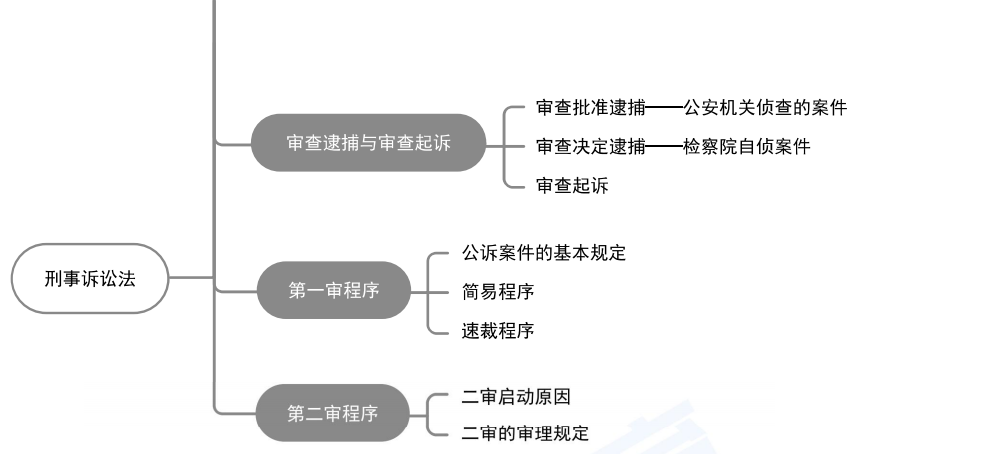 审查批准逮捕——公安机关侦查的案件
审查逮捕与审查起诉
审查决定逮捕——检察院自侦案件
审查起诉
刑事诉讼法
公诉案件的基本规定
第一审程序
简易程序
速裁程序
第二审程序
二审启动原因
二审的审理规定